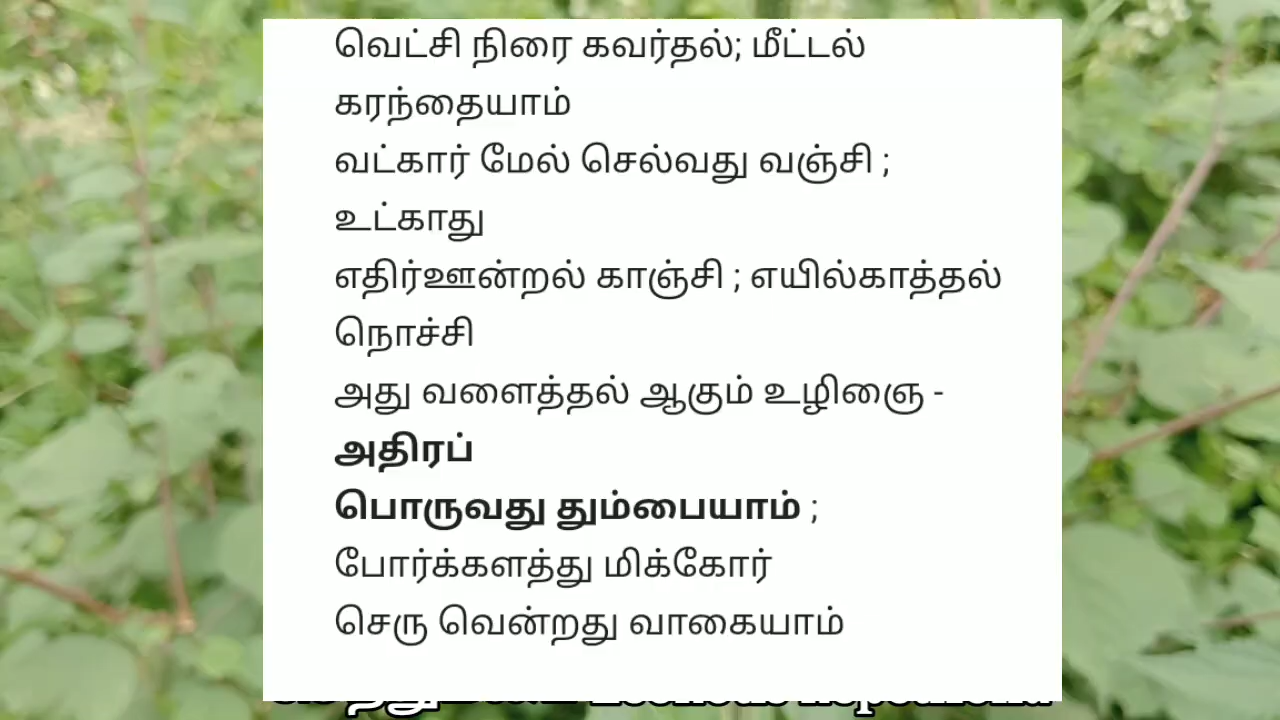 வெட்சி நிரை கவர்தல்; மீட்டல்
கரந்தையாம்
வட்கார் மேல் செல்வது வஞ்சி ;
உட்காது
எதிர்ஊன்றல் காஞ்சி ; எயில்காத்தல்
நொச்சி
அது வளைத்தல் ஆகும் உழிஞை -
அதிரப்
பொருவது தும்பையாம் ;
போர்க்களத்து மிக்கோர்
செரு வென்றது வாகையாம்